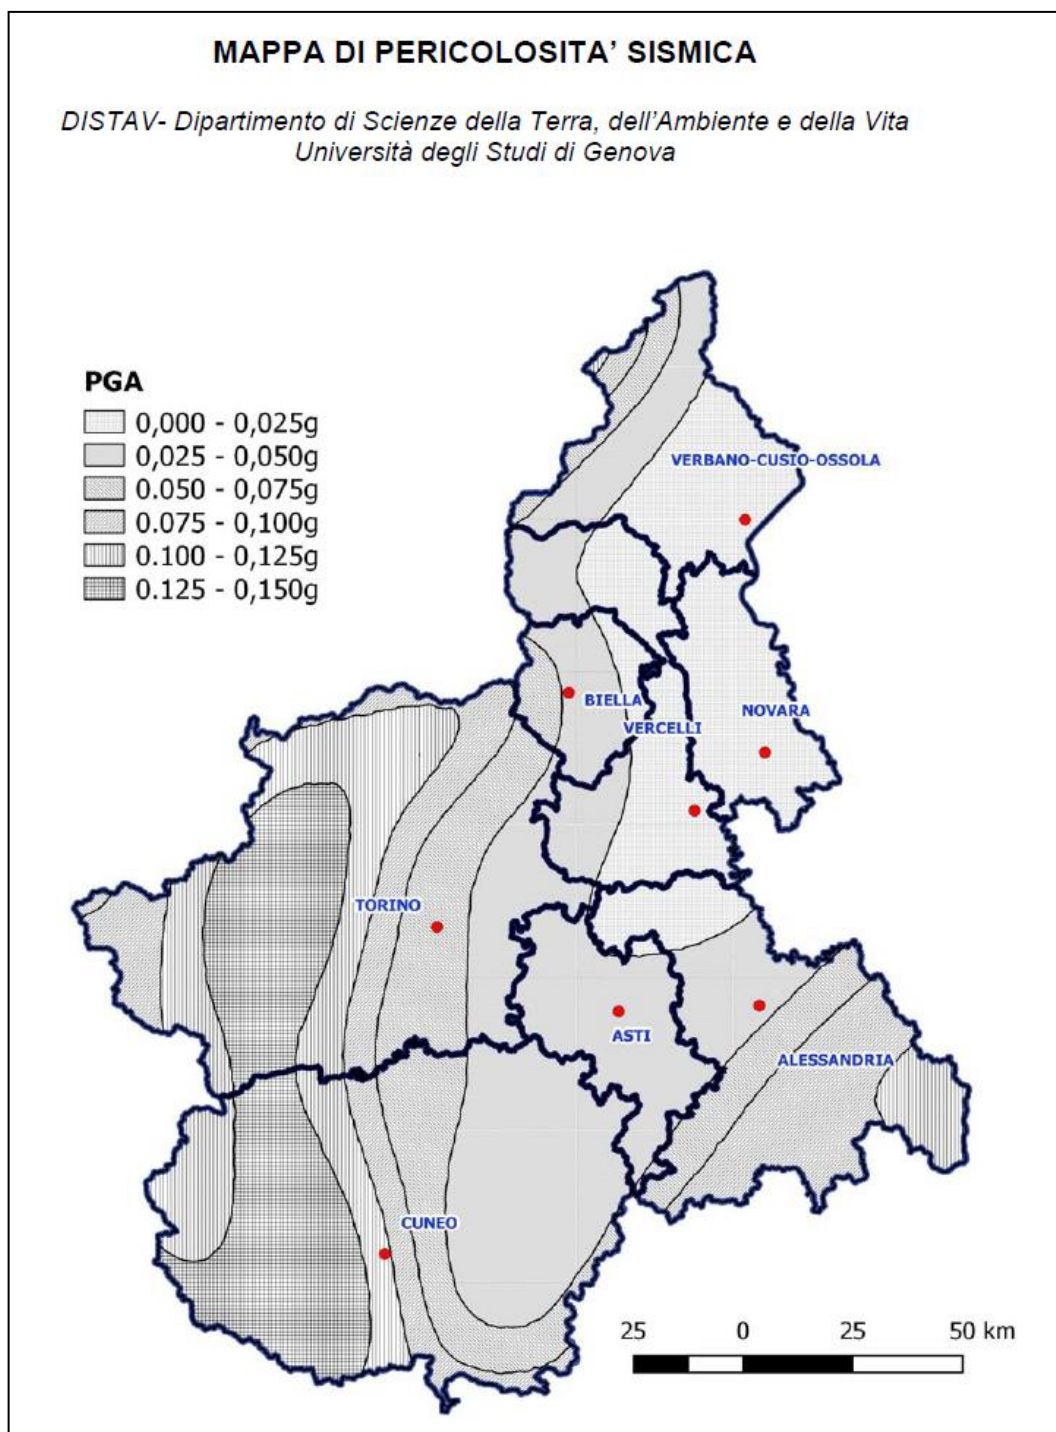 MAPPA DI PERICOLOSITA’ SISMICA
DISTAV- Dipartimento di Scienze della Terra, dell’Ambiente e della Vita
Università degli Studi di Genova
PGA
0,000 - 0,025g
0,025 - 0,050g
0.050 - 0,075g
0.075 - 0,100g
0.100 - 0,125g
0.125 - 0,150g
VERBANO-CUSIO-OSSOLA
BIELLA
NOVARA
VERCELLI
TORINO
ASTI
ALESSANDRIA
CUNEO
25 0 25 50 km